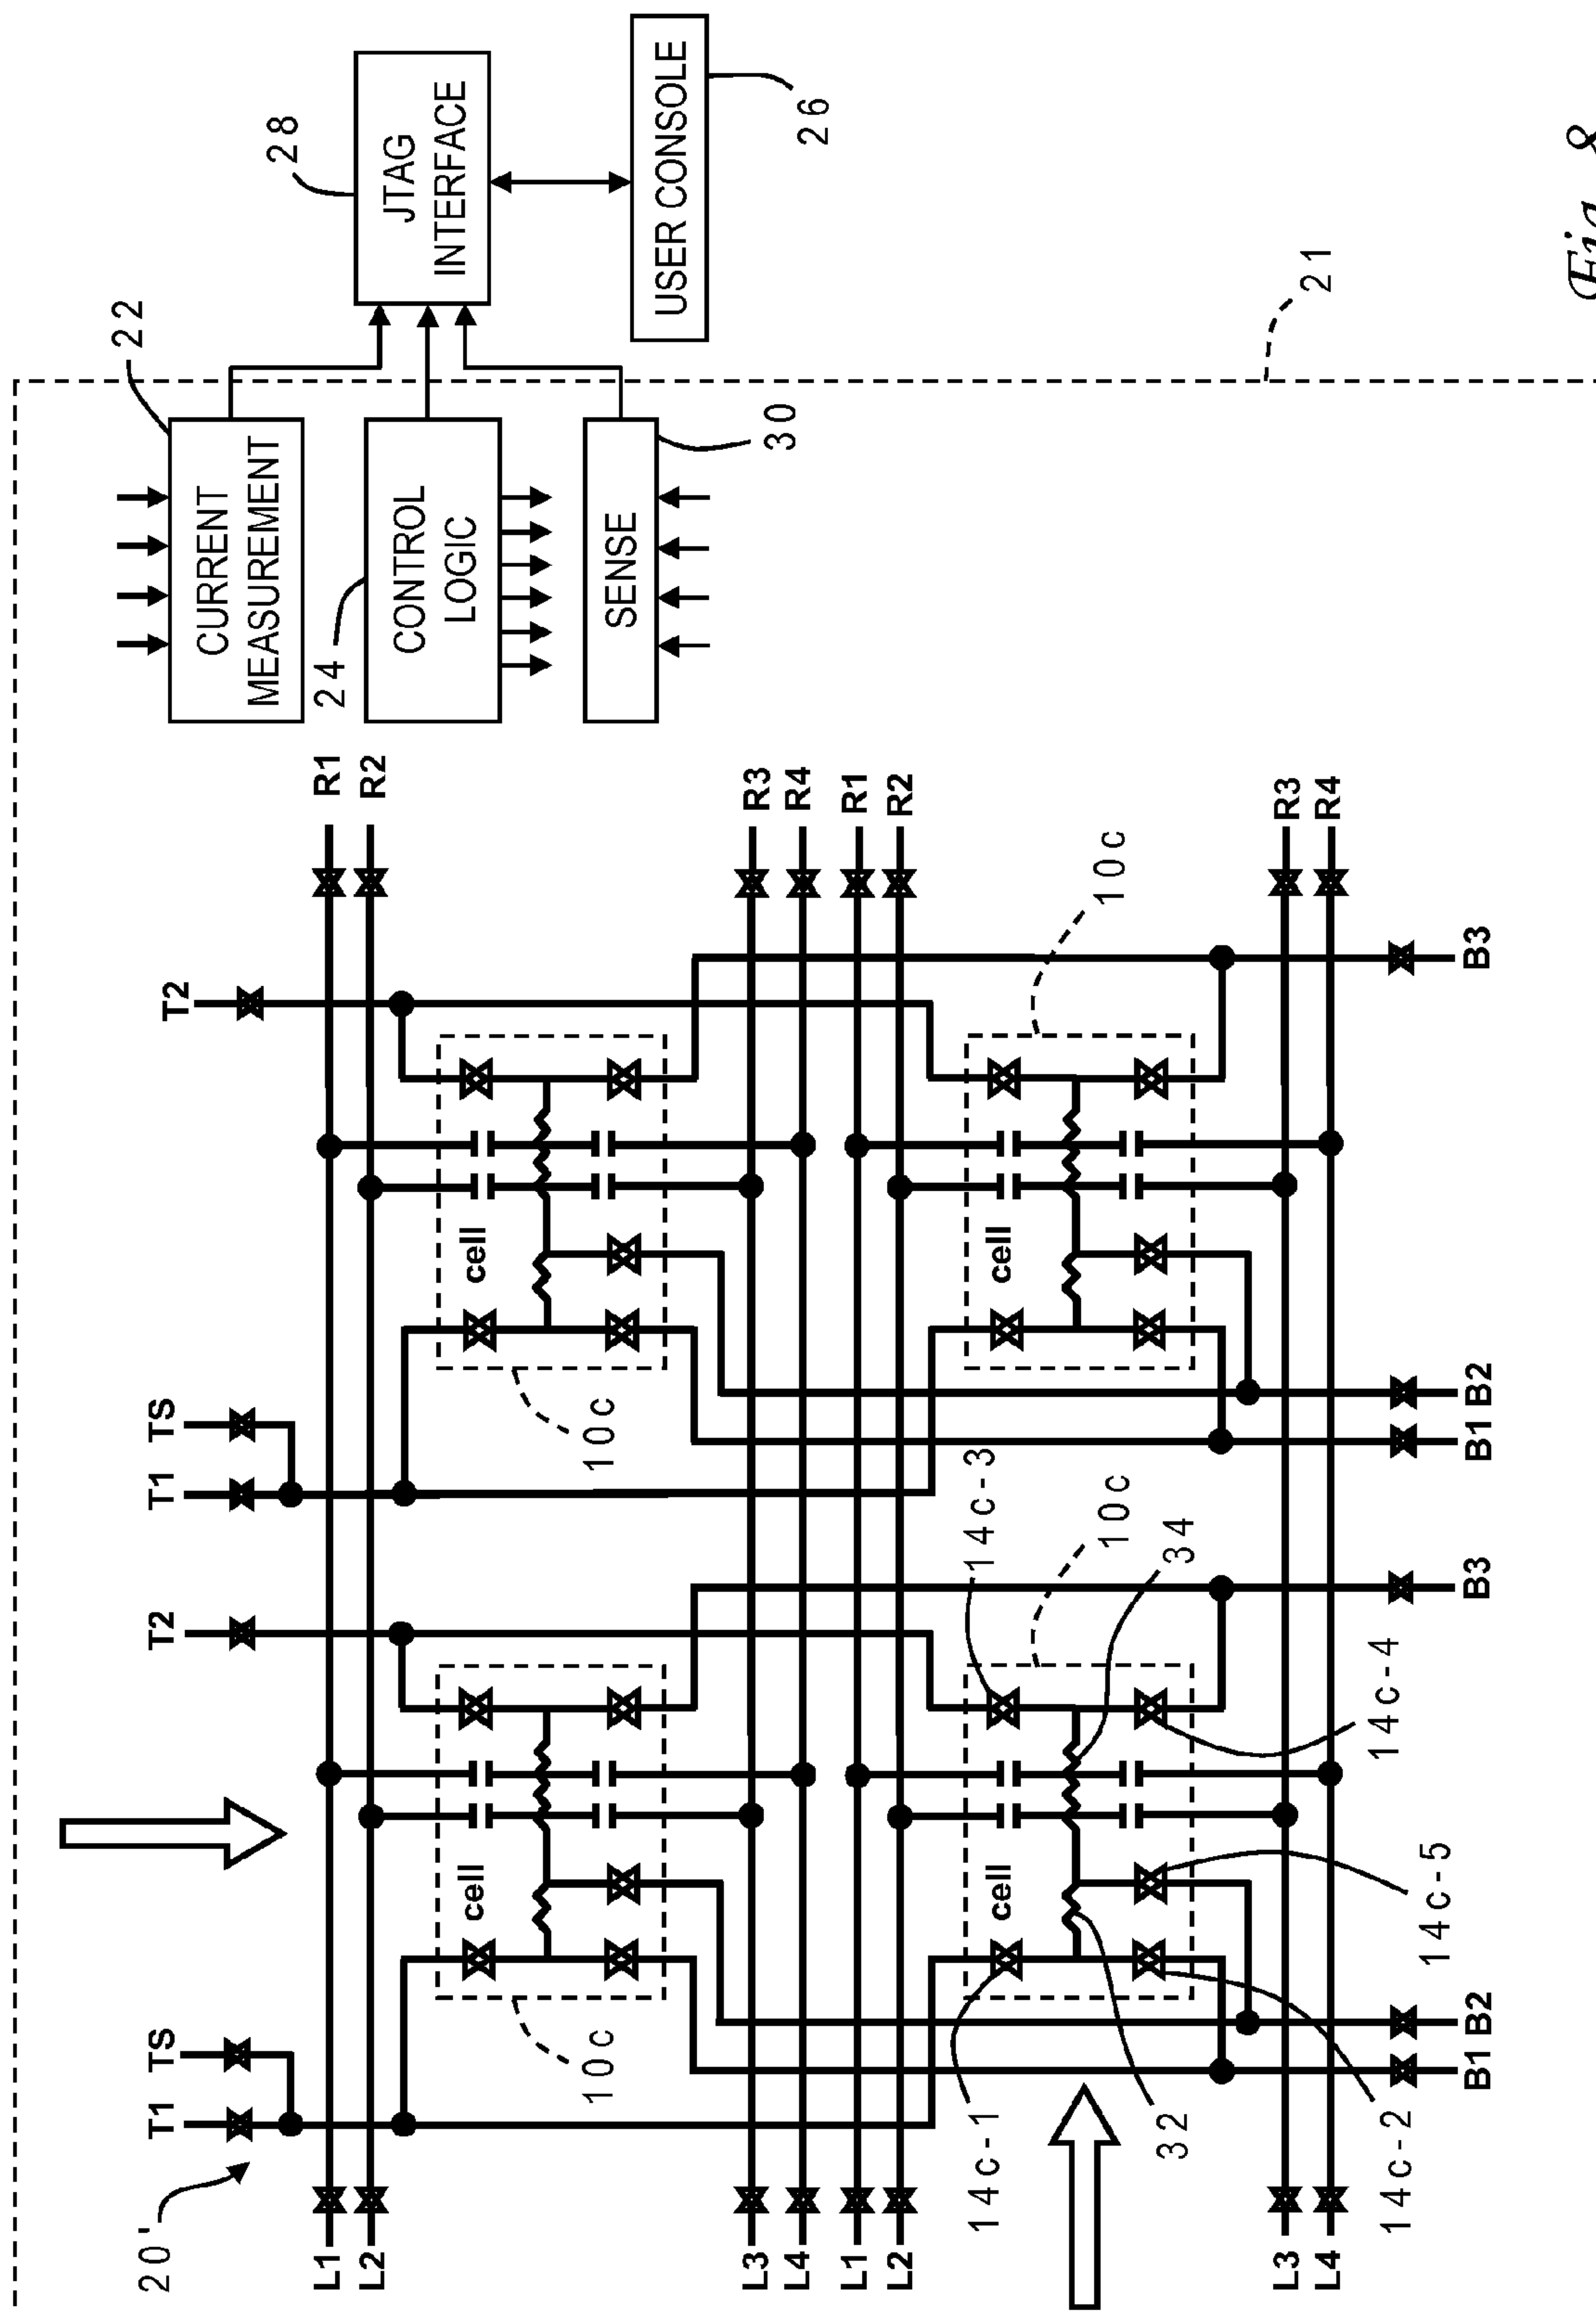 20'
T1
TS
T2
T1
TS
T2
L1
L2
R1
R2
cell
cell
10c
10c
L3
L4
L1
L2
R3
R4
R1
R2
cell
cell
14c-1
14c-3
10c
10c
32
34
14c-2
14c-5
14c-4
L3
L4
R3
R4
B1
B2
B3
B1
B2
B3
22
CURRENT
MEASUREMENT
24
CONTROL
LOGIC
SENSE
30
28
JTAG
INTERFACE
USER CONSOLE
26
21
Fig. 8